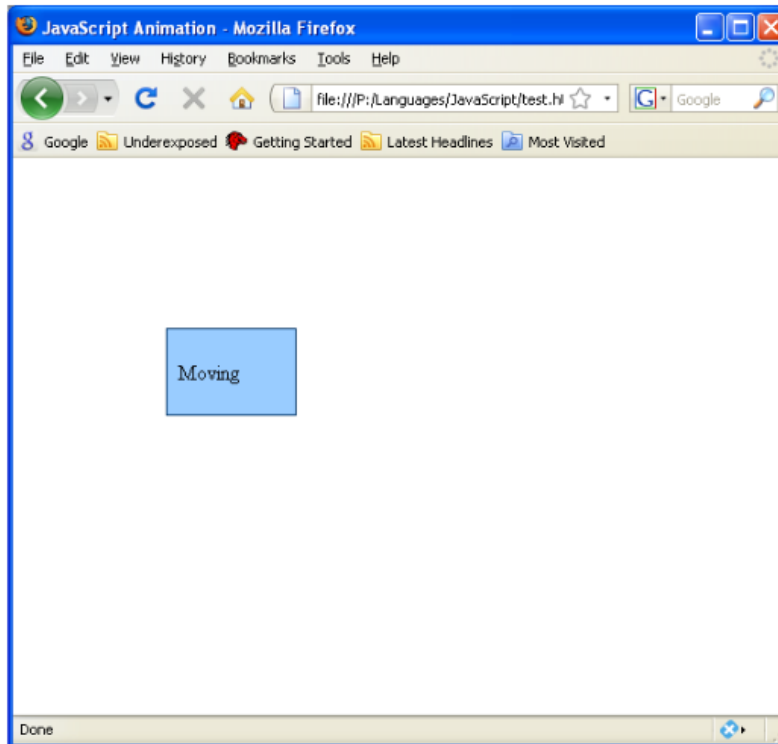 JavaScript Animation - Mozilla Firefox
File Edit View History Bookmarks Tools Help
file:///P:/Languages/JavaScript/test.h G Google
Google Underexposed Getting Started Latest Headlines Most Visited
Moving
Done